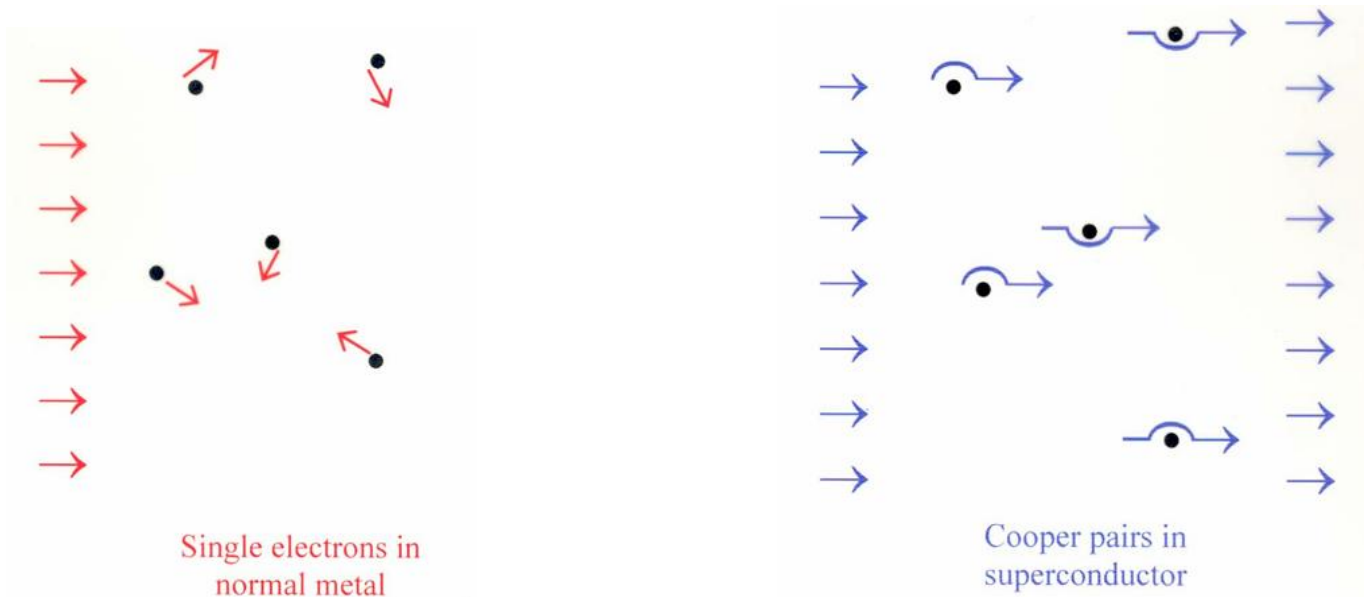 Single electrons in
normal metal
Cooper pairs in
superconductor